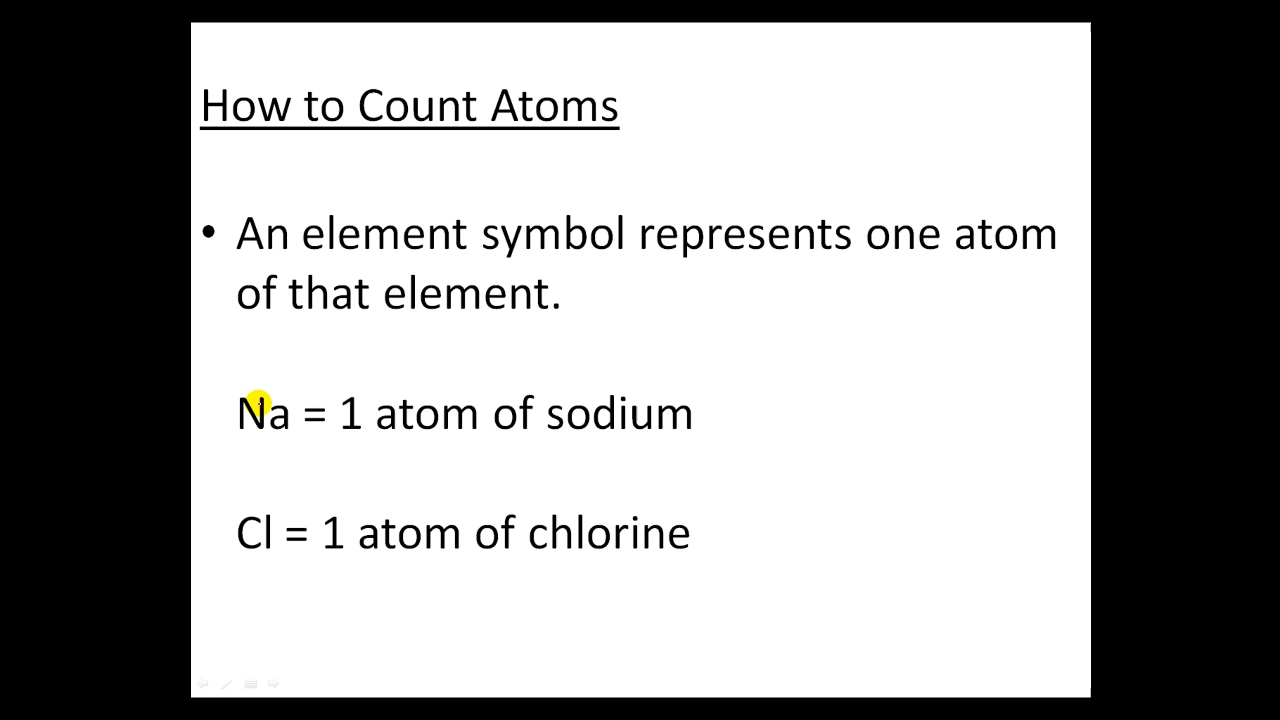 How to Count Atoms
• An element symbol represents one atom
of that element.
Na = 1 atom of sodium
Cl = 1 atom of chlorine